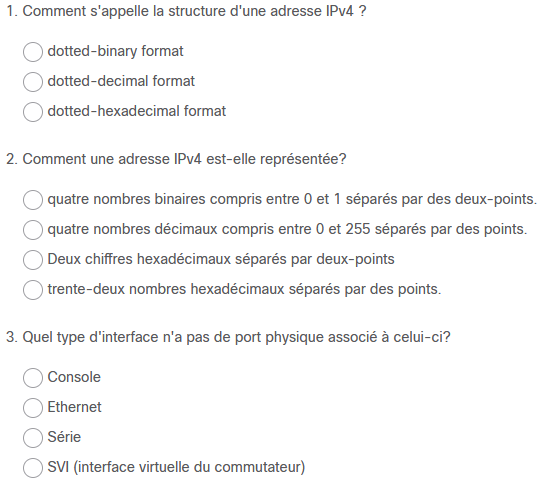 1. Comment s'appelle la structure d'une adresse IPv4 ?
dotted-binary format
dotted-decimal format
dotted-hexadecimal format
2. Comment une adresse IPv4 est-elle représentée?
quatre nombres binaires compris entre 0 et 1 séparés par des deux-points.
quatre nombres décimaux compris entre 0 et 255 séparés par des points.
Deux chiffres hexadécimaux séparés par deux-points
trente-deux nombres hexadécimaux séparés par des points.
3. Quel type d'interface n'a pas de port physique associé à celui-ci?
Console
Ethernet
Série
SVI (interface virtuelle du commutateur)